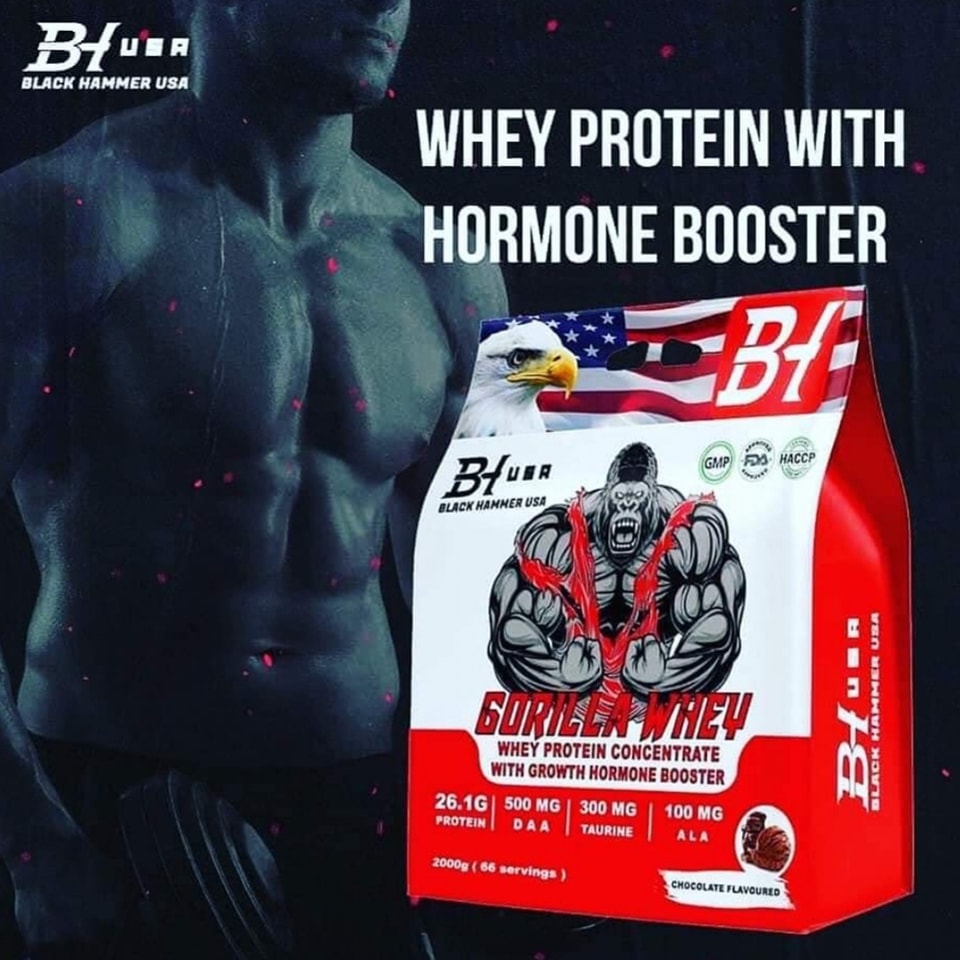 BH USA
BLACK HAMMER USA
WHEY PROTEIN WITH
HORMONE BOOSTER
BH
BH USA
BLACK HAMMER USA
GMP
APPROVED
FDA
APPROVED
HACCP
GORILLA WHEY
WHEY PROTEIN CONCENTRATE
WITH GROWTH HORMONE BOOSTER
26.1G
PROTEIN
500 MG
DAA
300 MG
TAURINE
100 MG
ALA
2000g ( 66 servings )
CHOCOLATE FLAVOURED
BH USA
BLACK HAMMER USA